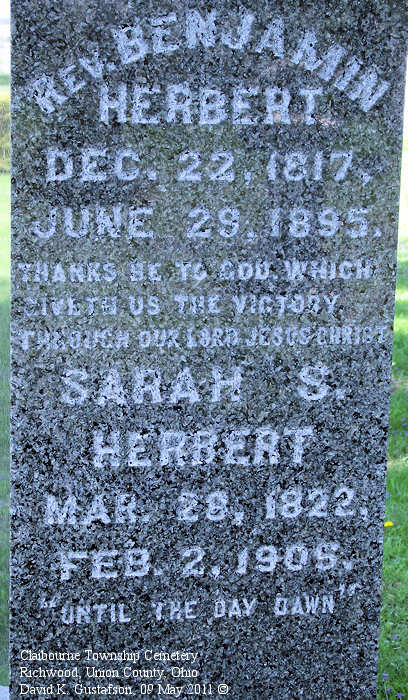 REV. BENJAMIN
HERBERT
DEC. 22, 1817.
JUNE 29, 1895.
THANKS BE TO GOD, WHICH
GIVETH US THE VICTORY
THROUGH OUR LORD JESUS CHRIST
SARAH S.
HERBERT
MAR. 28, 1822.
FEB. 2, 1905.
"UNTIL THE DAY DAWN"
Claibourne Township Cemetery
Richwood, Union County, Ohio
David K. Gustafson, 09 May 2011 ©